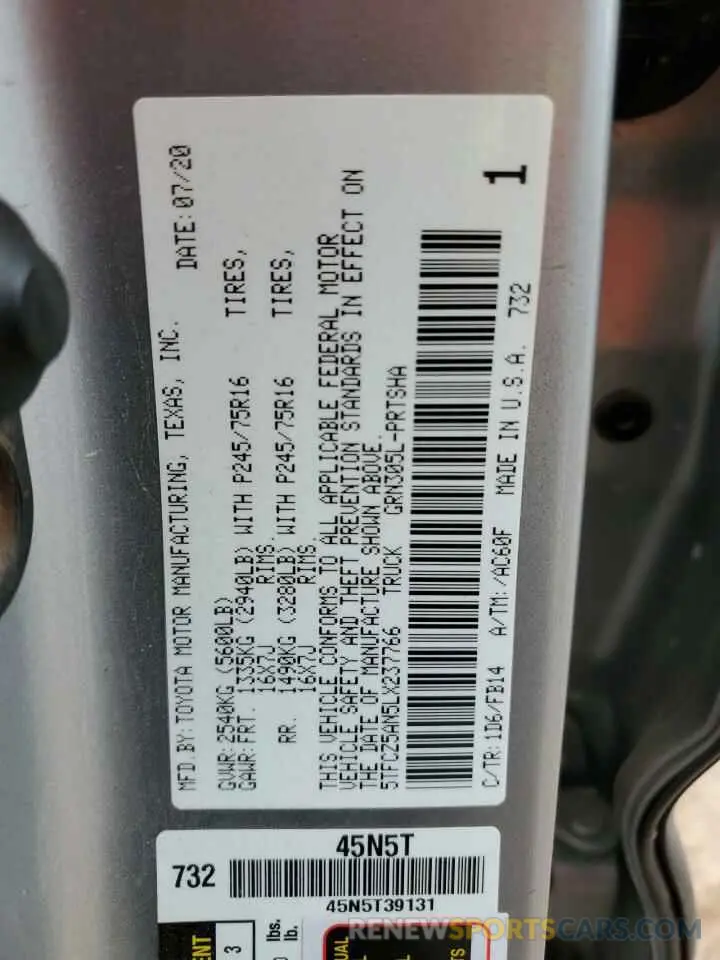 MFD.BY: TOYOTA MOTOR MANUFACTURING, TEXAS, INC. DATE: 07/20
GVWR: 2540KG (5600LB)
GAWR: FRT. 1335KG (2940LB) WITH P245/75R16 TIRES,
16X7J RIMS.
RR. 1490KG (3280LB) WITH P245/75R16 TIRES,
16X7J RIMS.
THIS VEHICLE CONFORMS TO ALL APPLICABLE FEDERAL MOTOR
VEHICLE SAFETY AND THEFT PREVENTION STANDARDS IN EFFECT ON
THE DATE OF MANUFACTURE SHOWN ABOVE.
5TFCZ5AN5LX237766 TRUCK GRN305L-PRTSHA
1
C/TR: 1D6/FB14 A/TM: /AC60F MADE IN U.S.A. 732
45N5T
732
45N5T39131
3
lbs.
lb.
RENEWSPORTSCARS.COM